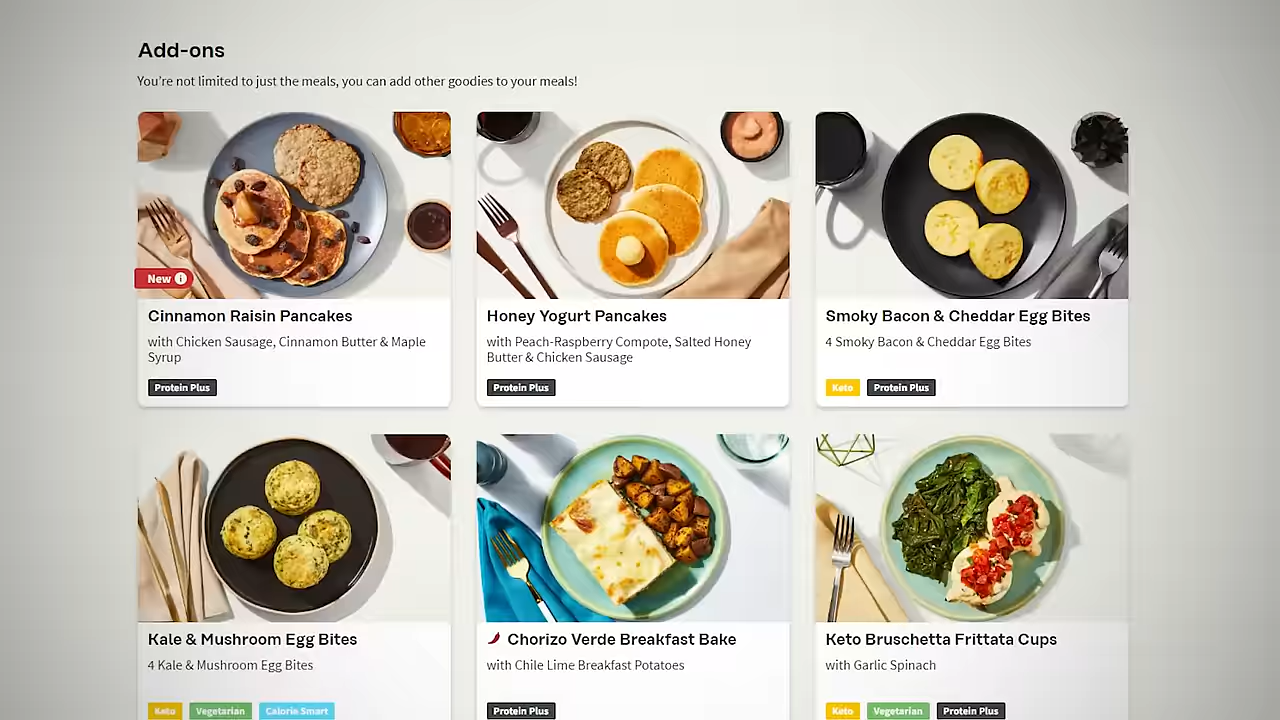 Add-ons
You're not limited to just the meals, you can add other goodies to your meals!
New
Cinnamon Raisin Pancakes
with Chicken Sausage, Cinnamon Butter & Maple
Syrup
Protein Plus
Honey Yogurt Pancakes
with Peach-Raspberry Compote, Salted Honey
Butter & Chicken Sausage
Protein Plus
Smoky Bacon & Cheddar Egg Bites
4 Smoky Bacon & Cheddar Egg Bites
Keto Protein Plus
Kale & Mushroom Egg Bites
4 Kale & Mushroom Egg Bites
Keto Vegetarian Calorie Smart
Chorizo Verde Breakfast Bake
with Chile Lime Breakfast Potatoes
Protein Plus
Keto Bruschetta Frittata Cups
with Garlic Spinach
Keto Vegetarian Protein Plus